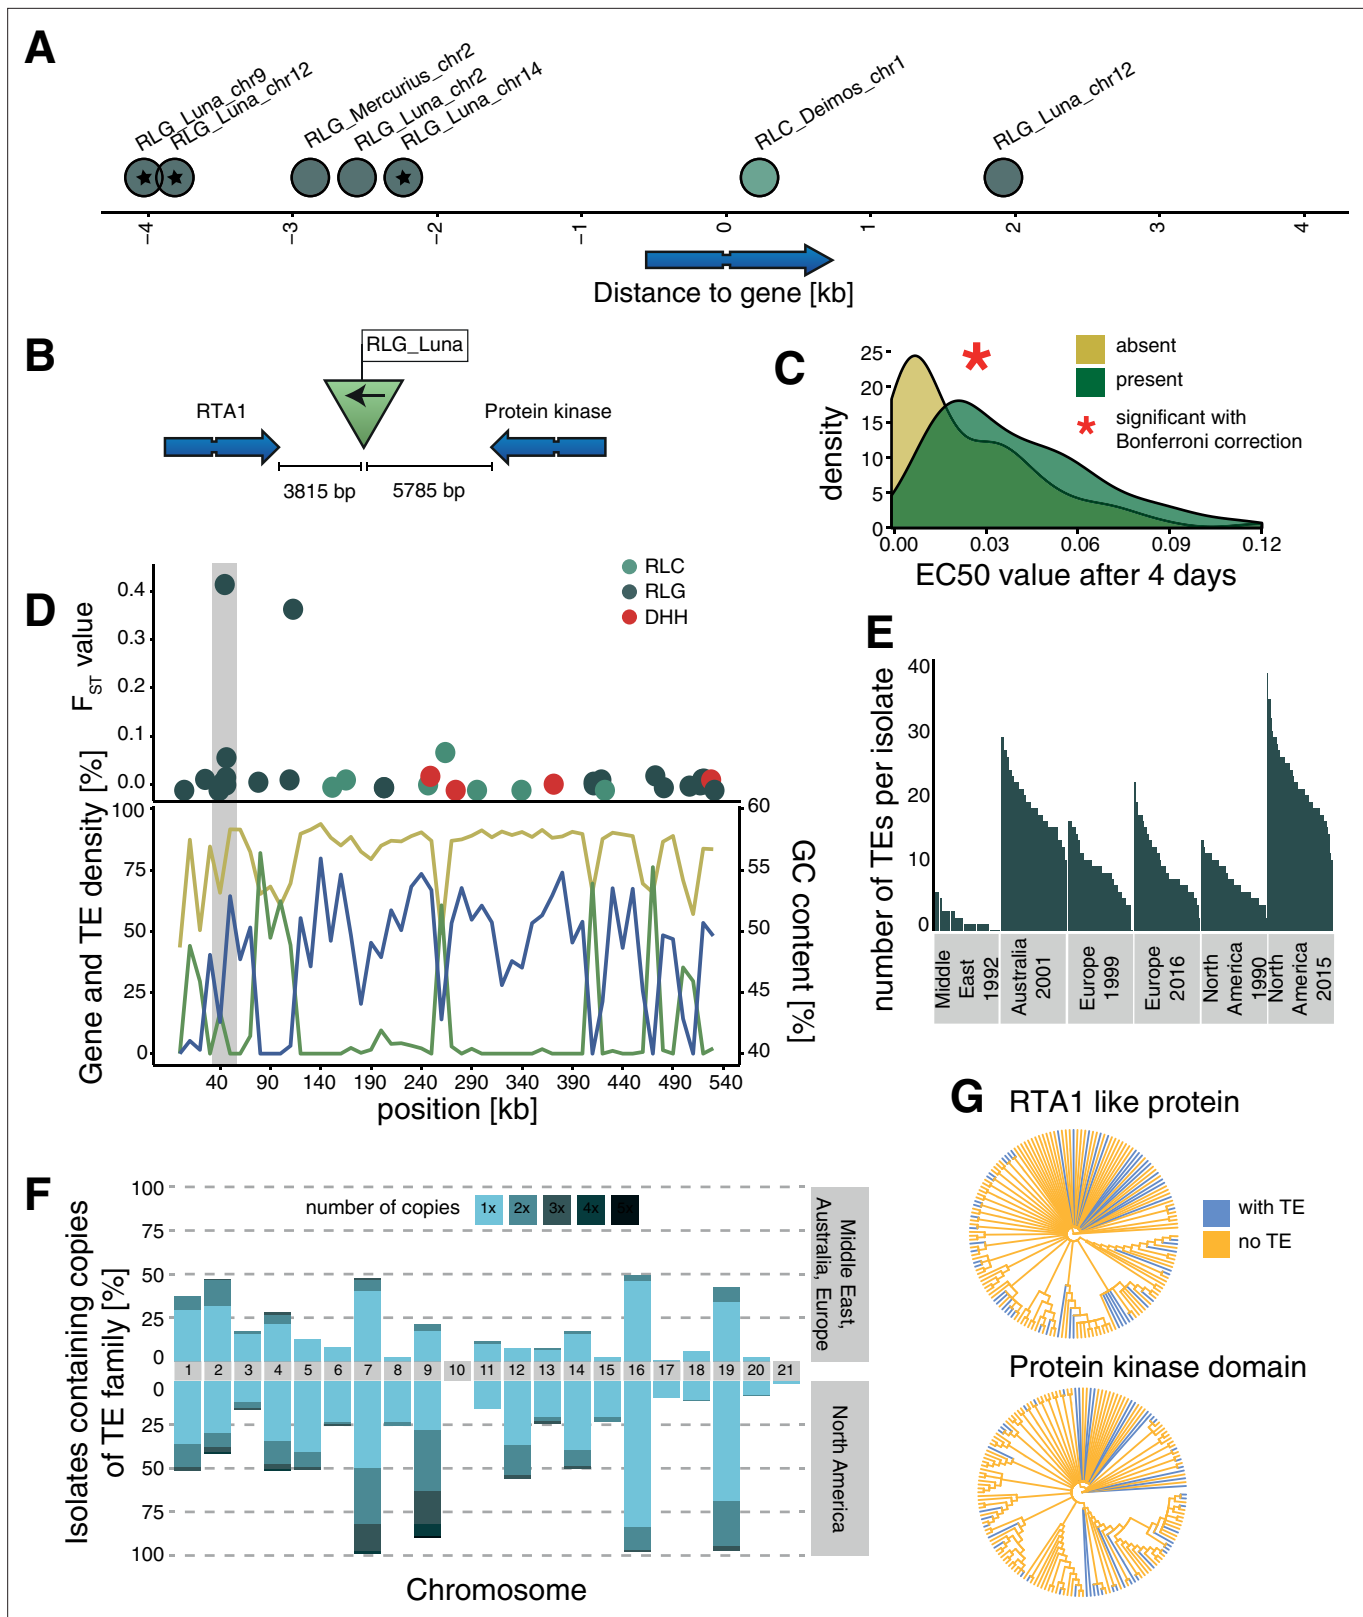 A
RLG_Luna_chr9
RLG_Luna_chr12
RLG_Mercurius_chr2
RLG_Luna_chr2
RLG_Luna_chr14
RLC_Deimos_chr1
RLG_Luna_chr12
−4 −3 −2 −1 0 1 2 3 4
Distance to gene [kb]
B
RLG_Luna
RTA1
Protein kinase
3815 bp
5785 bp
C
absent
present
significant with
Bonferroni correction
density
25
20
15
10
5
0
0.00 0.03 0.06 0.09 0.12
EC50 value after 4 days
D
RLC
RLG
DHH
FST value
0.4
0.3
0.2
0.1
0.0
Gene and TE density [%]
100
75
50
25
0
60
55
50
45
40
GC content [%]
40 90 140 190 240 290 340 390 440 490 540
position [kb]
E
number of TEs per isolate
40
30
20
10
0
Middle
East
1992
Australia
2001
Europe
1999
Europe
2016
North
America
1990
North
America
2015
F
number of copies 1x 2x 3x 4x 5x
Isolates containing copies
of TE family [%]
100
75
50
25
0
1 2 3 4 5 6 7 8 9 10 11 12 13 14 15 16 17 18 19 20 21
0
25
50
75
100
Middle East,
Australia, Europe
North America
Chromosome
G
RTA1 like protein
with TE
no TE
Protein kinase domain